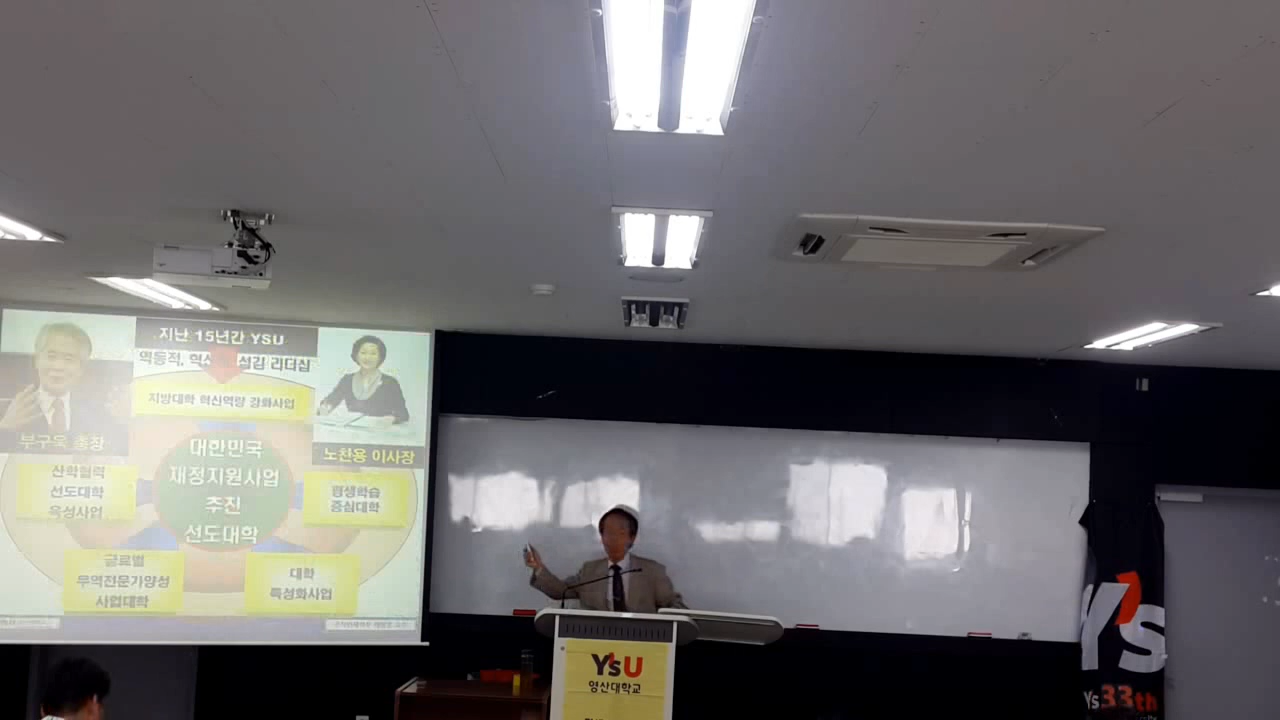 지난 15년간 YSU
역동적, 혁신 섬김 리더십
지방대학 혁신역량 강화사업
부구욱 총장
노찬용 이사장
대한민국
재정지원사업
추진
선도대학
산학협력
선도대학
육성사업
평생학습
중심대학
글로벌
무역전문가양성
사업대학
대학
특성화사업
Y'sU
영산대학교
Y's
Ys33th